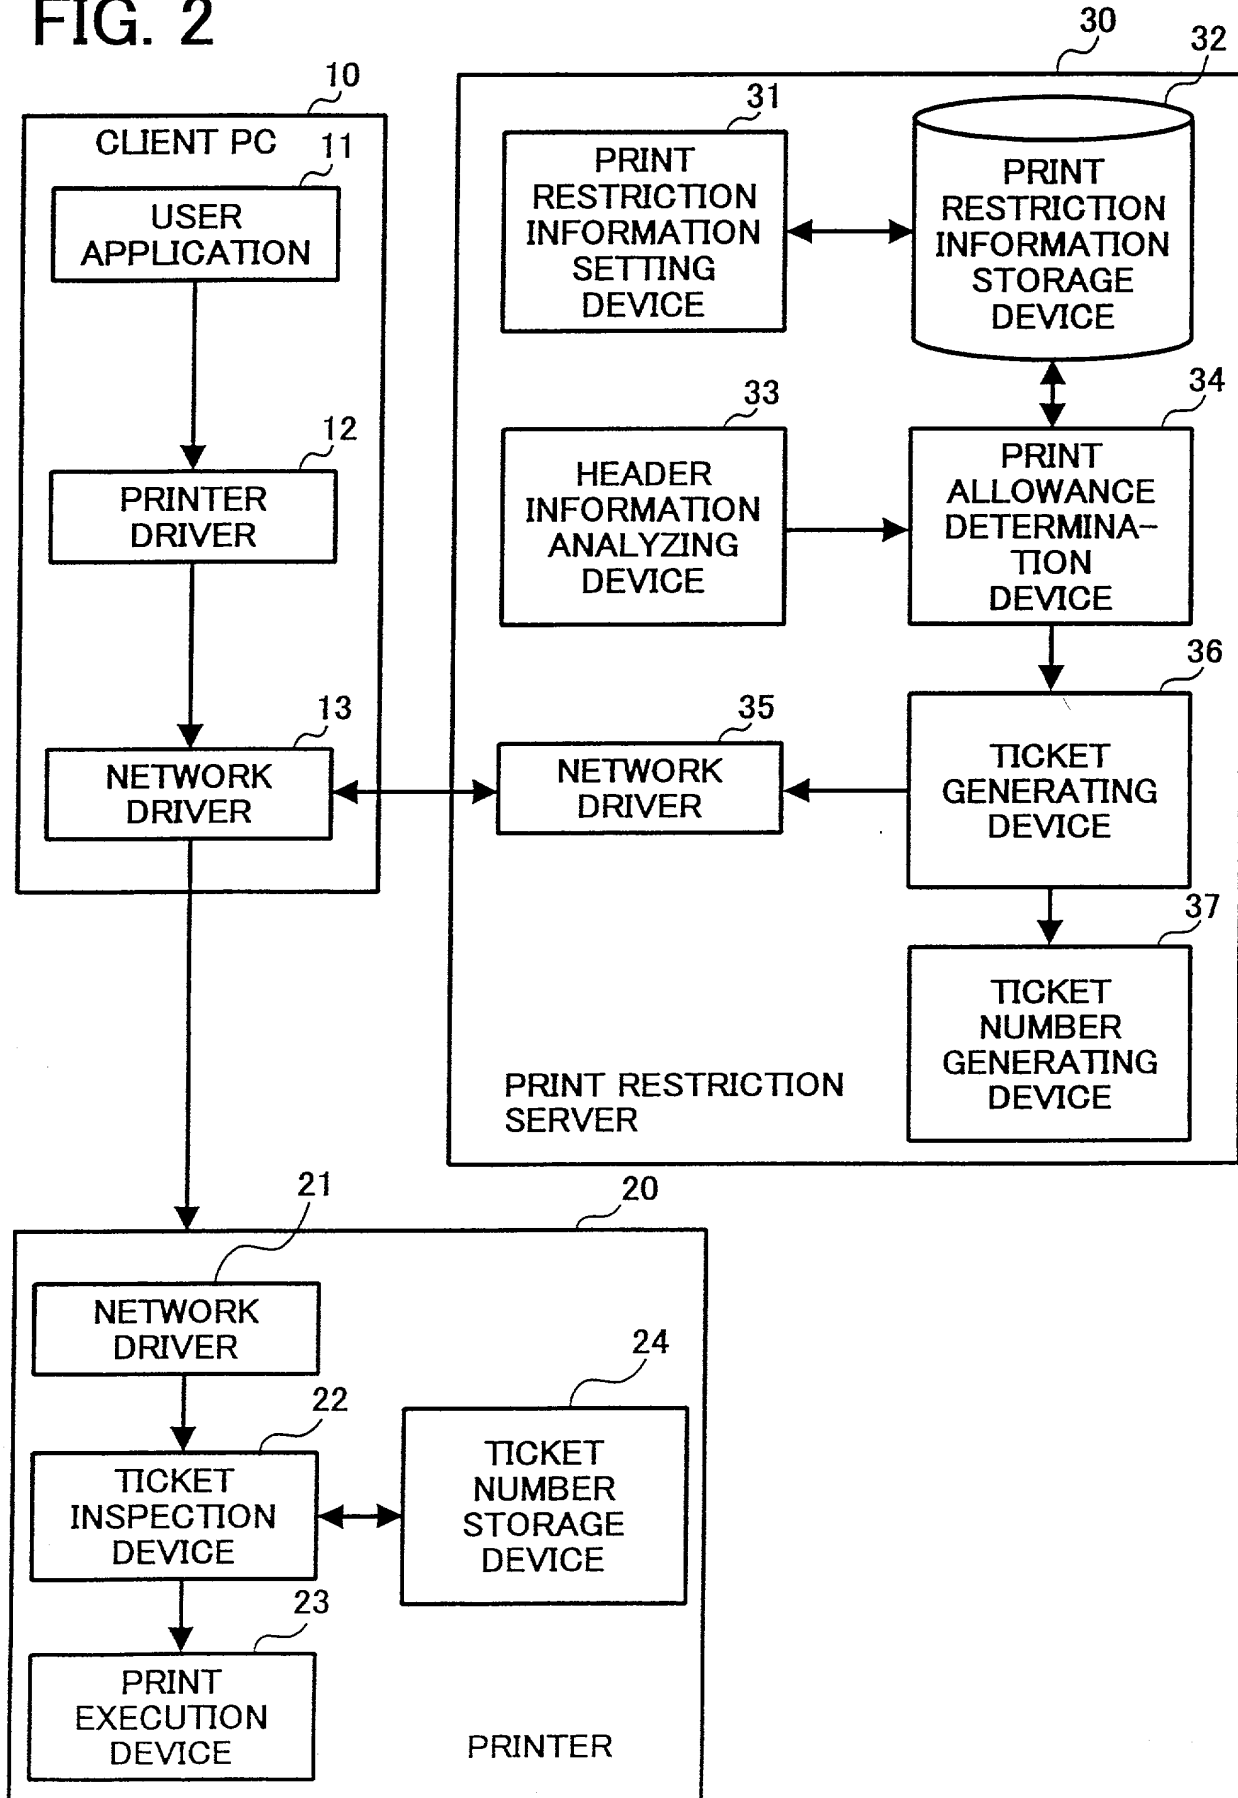 FIG. 2
10
CLIENT PC
11
USER
APPLICATION
12
PRINTER
DRIVER
13
NETWORK
DRIVER
30
31
PRINT
RESTRICTION
INFORMATION
SETTING
DEVICE
32
PRINT
RESTRICTION
INFORMATION
STORAGE
DEVICE
33
HEADER
INFORMATION
ANALYZING
DEVICE
34
PRINT
ALLOWANCE
DETERMINA-
TION
DEVICE
35
NETWORK
DRIVER
36
TICKET
GENERATING
DEVICE
37
TICKET
NUMBER
GENERATING
DEVICE
PRINT RESTRICTION
SERVER
20
21
NETWORK
DRIVER
22
TICKET
INSPECTION
DEVICE
24
TICKET
NUMBER
STORAGE
DEVICE
23
PRINT
EXECUTION
DEVICE
PRINTER